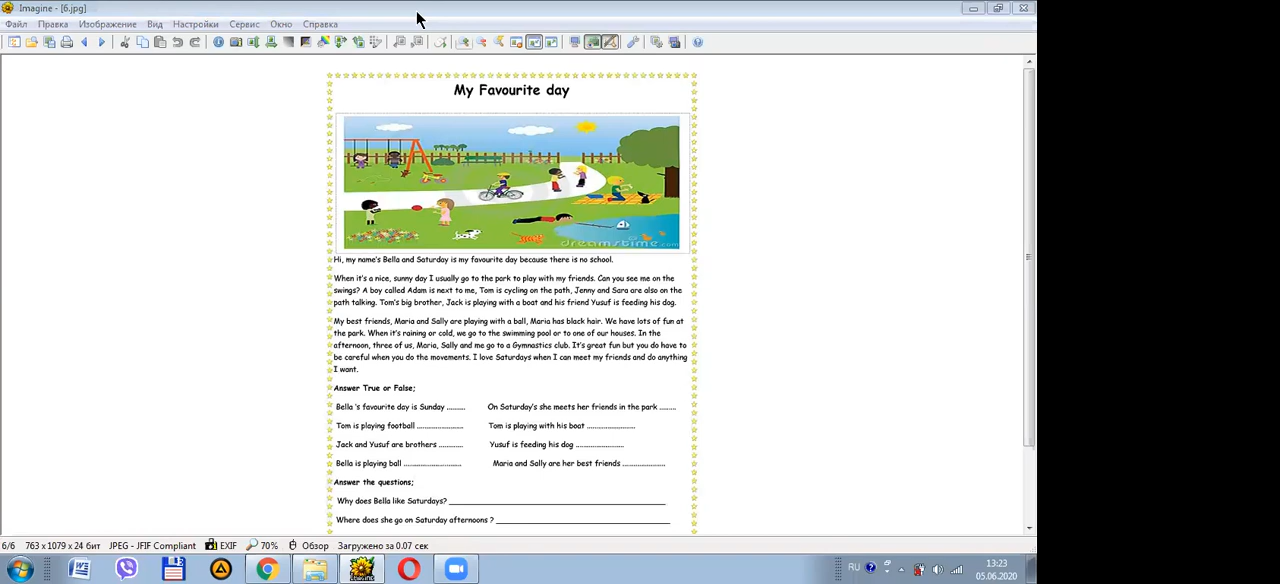 Imagine - [6.jpg]
Файл Правка Изображение Вид Настройки Сервис Окно Справка
My Favourite day
dreamstime.com
Hi, my name's Bella and Saturday is my favourite day because there is no school.
When it's a nice, sunny day I usually go to the park to play with my friends. Can you see me on the
swings? A boy called Adam is next to me, Tom is cycling on the path, Jenny and Sara are also on the
path talking. Tom's big brother, Jack is playing with a boat and his friend Yusuf is feeding his dog.
My best friends, Maria and Sally are playing with a ball, Maria has black hair. We have lots of fun at
the park. When it's raining or cold, we go to the swimming pool or to one of our houses. In the
afternoon, three of us, Maria, Sally and me go to a Gymnastics club. It's great fun but you do have to
be careful when you do the movements. I love Saturdays when I can meet my friends and do anything
I want.
Answer True or False;
Bella 's favourite day is Sunday ......... On Saturday's she meets her friends in the park ........
Tom is playing football .................... Tom is playing with his boat .....................
Jack and Yusuf are brothers ........... Yusuf is feeding his dog .....................
Bella is playing ball ......................... Maria and Sally are her best friends ...................
Answer the questions;
Why does Bella like Saturdays? ______________________________
Where does she go on Saturday afternoons ? ________________________
6/6 763 x 1079 x 24 бит JPEG - JFIF Compliant EXIF 70% Обзор Загружено за 0.07 сек
RU 13:23
05.06.2020